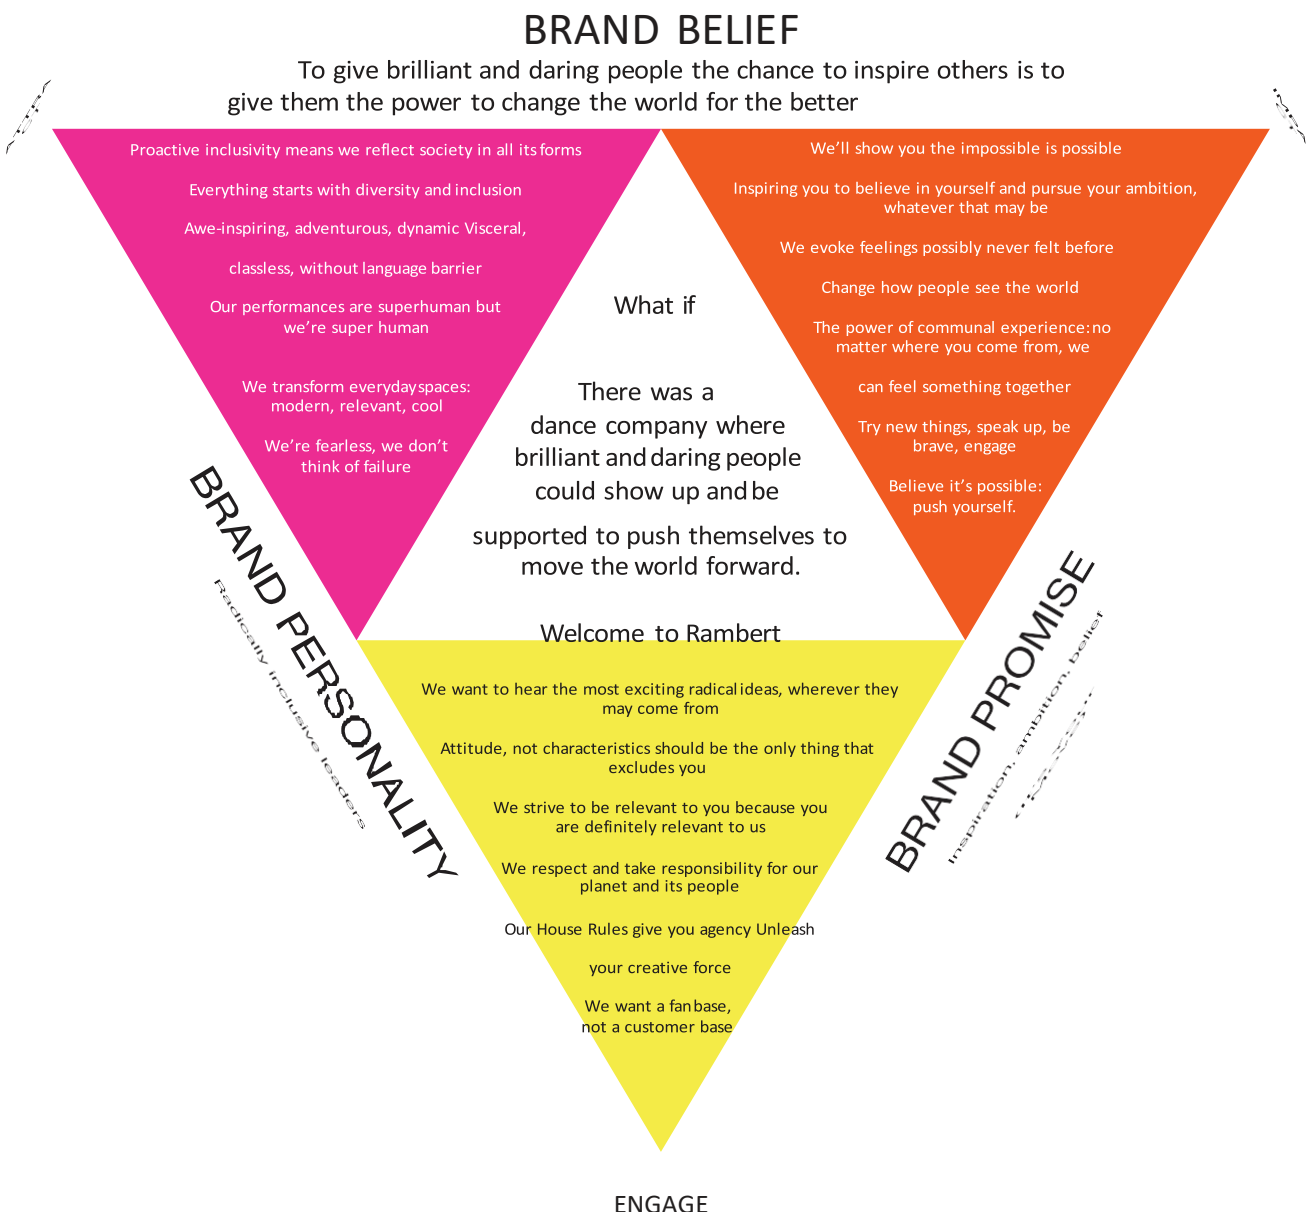 BRAND BELIEF
To give brilliant and daring people the chance to inspire others is to
give them the power to change the world for the better
Proactive inclusivity means we reflect society in all its forms
Everything starts with diversity and inclusion
Awe-inspiring, adventurous, dynamic Visceral,
classless, without language barrier
Our performances are superhuman but
we're super human
We transform everyday spaces:
modern, relevant, cool
We're fearless, we don't
think of failure
We'll show you the impossible is possible
Inspiring you to believe in yourself and pursue your ambition,
whatever that may be
We evoke feelings possibly never felt before
Change how people see the world
The power of communal experience: no
matter where you come from, we
can feel something together
Try new things, speak up, be
brave, engage
Believe it's possible:
push yourself.
What if
There was a
dance company where
brilliant and daring people
could show up and be
supported to push themselves to
move the world forward.
Welcome to Rambert
BRAND PERSONALITY
Radically inclusive leaders
BRAND PROMISE
Inspiration, ambition, belief
We want to hear the most exciting radical ideas, wherever they
may come from
Attitude, not characteristics should be the only thing that
excludes you
We strive to be relevant to you because you
are definitely relevant to us
We respect and take responsibility for our
planet and its people
Our House Rules give you agency Unleash
your creative force
We want a fan base,
not a customer base
ENGAGE